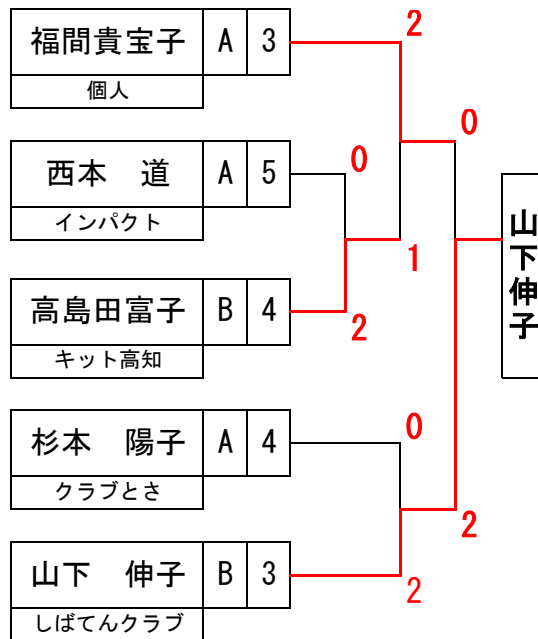 福間貴宝子 A 3
個人
西本　道 A 5
インパクト
高島田富子 B 4
キット高知
杉本　陽子 A 4
クラブとさ
山下　伸子 B 3
しばてんクラブ
2
0
0
1
2
0
2
2
山下伸子